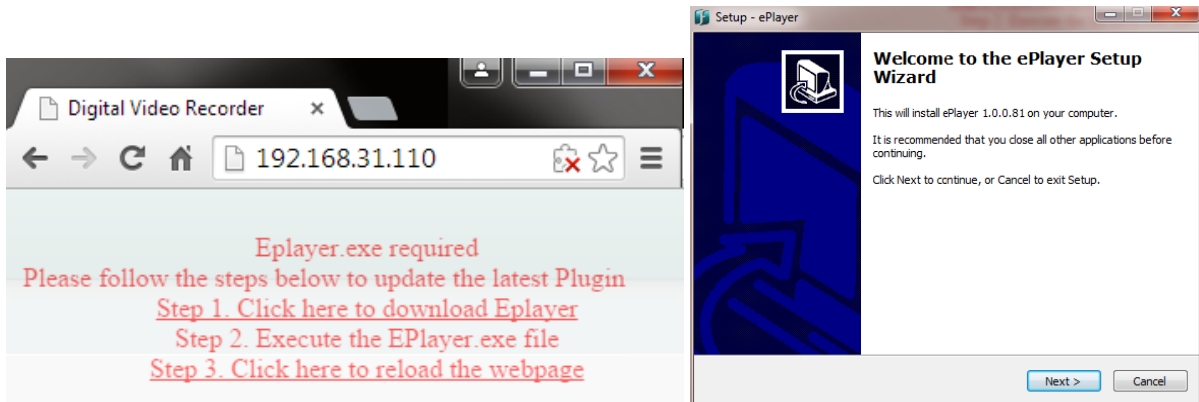 Digital Video Recorder
192.168.31.110
Eplayer.exe required
Please follow the steps below to update the latest Plugin
Step 1. Click here to download Eplayer
Step 2. Execute the EPlayer.exe file
Step 3. Click here to reload the webpage
Setup - ePlayer
Welcome to the ePlayer Setup
Wizard
This will install ePlayer 1.0.0.81 on your computer.
It is recommended that you close all other applications before
continuing.
Click Next to continue, or Cancel to exit Setup.
Next >
Cancel